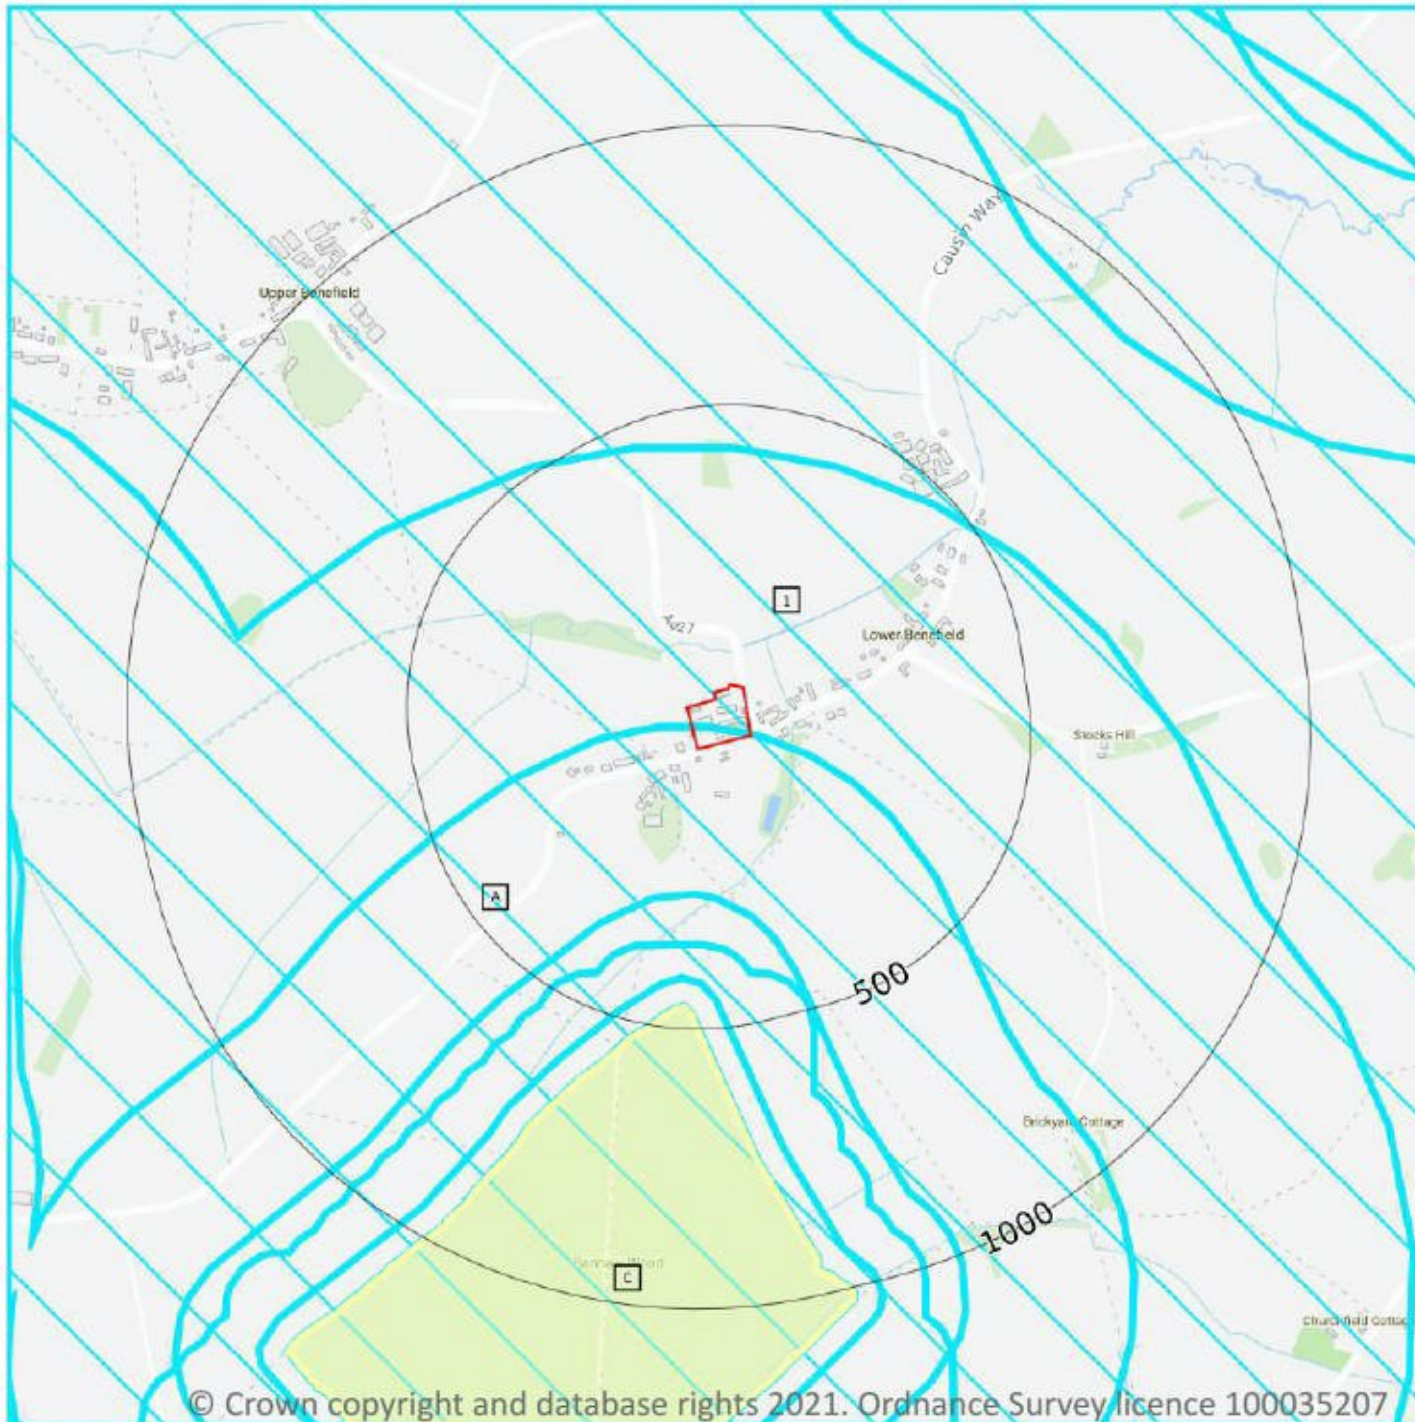 Causin Way
Upper Benefield
1
A427
Lower Benefield
Stocks Hill
A
500
Brickyard Cottage
1000
C
© Crown copyright and database rights 2021. Ordnance Survey licence 100035207